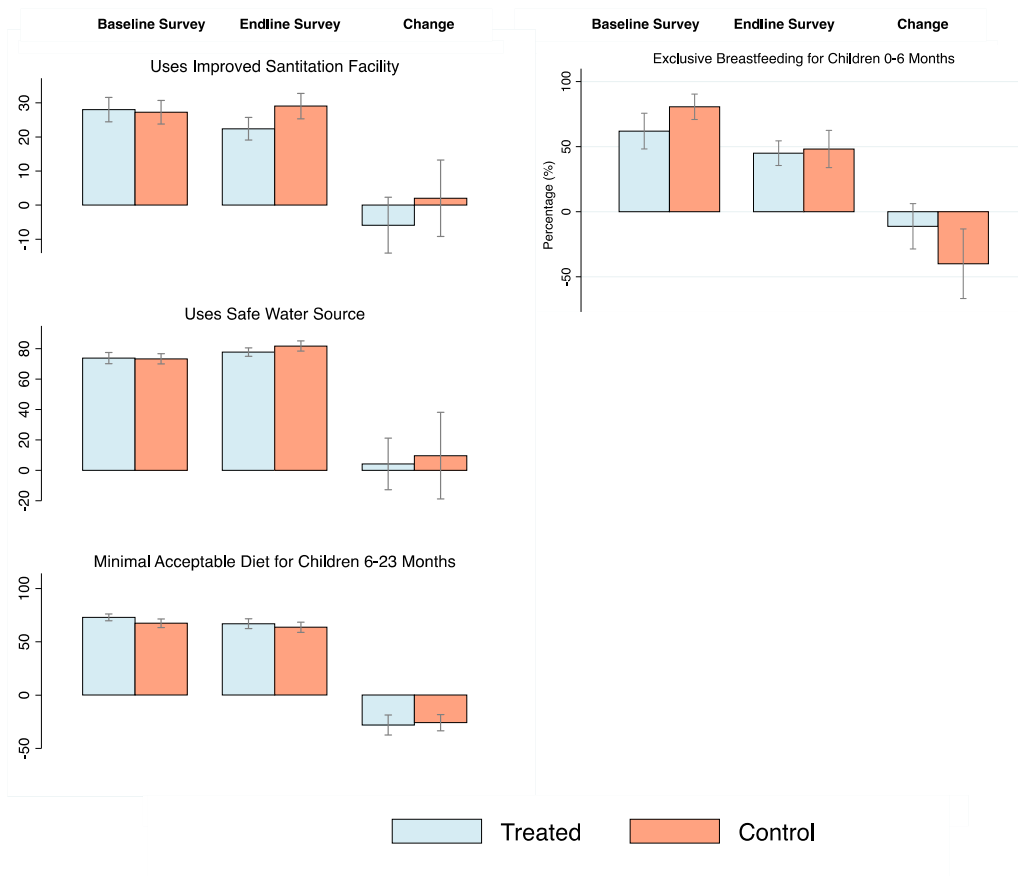 Baseline Survey Endline Survey Change
Uses Improved Santitation Facility
30
20
10
0
-10
Uses Safe Water Source
80
60
40
20
0
-20
Minimal Acceptable Diet for Children 6-23 Months
100
50
0
-50
Baseline Survey Endline Survey Change
Exclusive Breastfeeding for Children 0-6 Months
Percentage (%)
100
50
0
-50
Treated Control